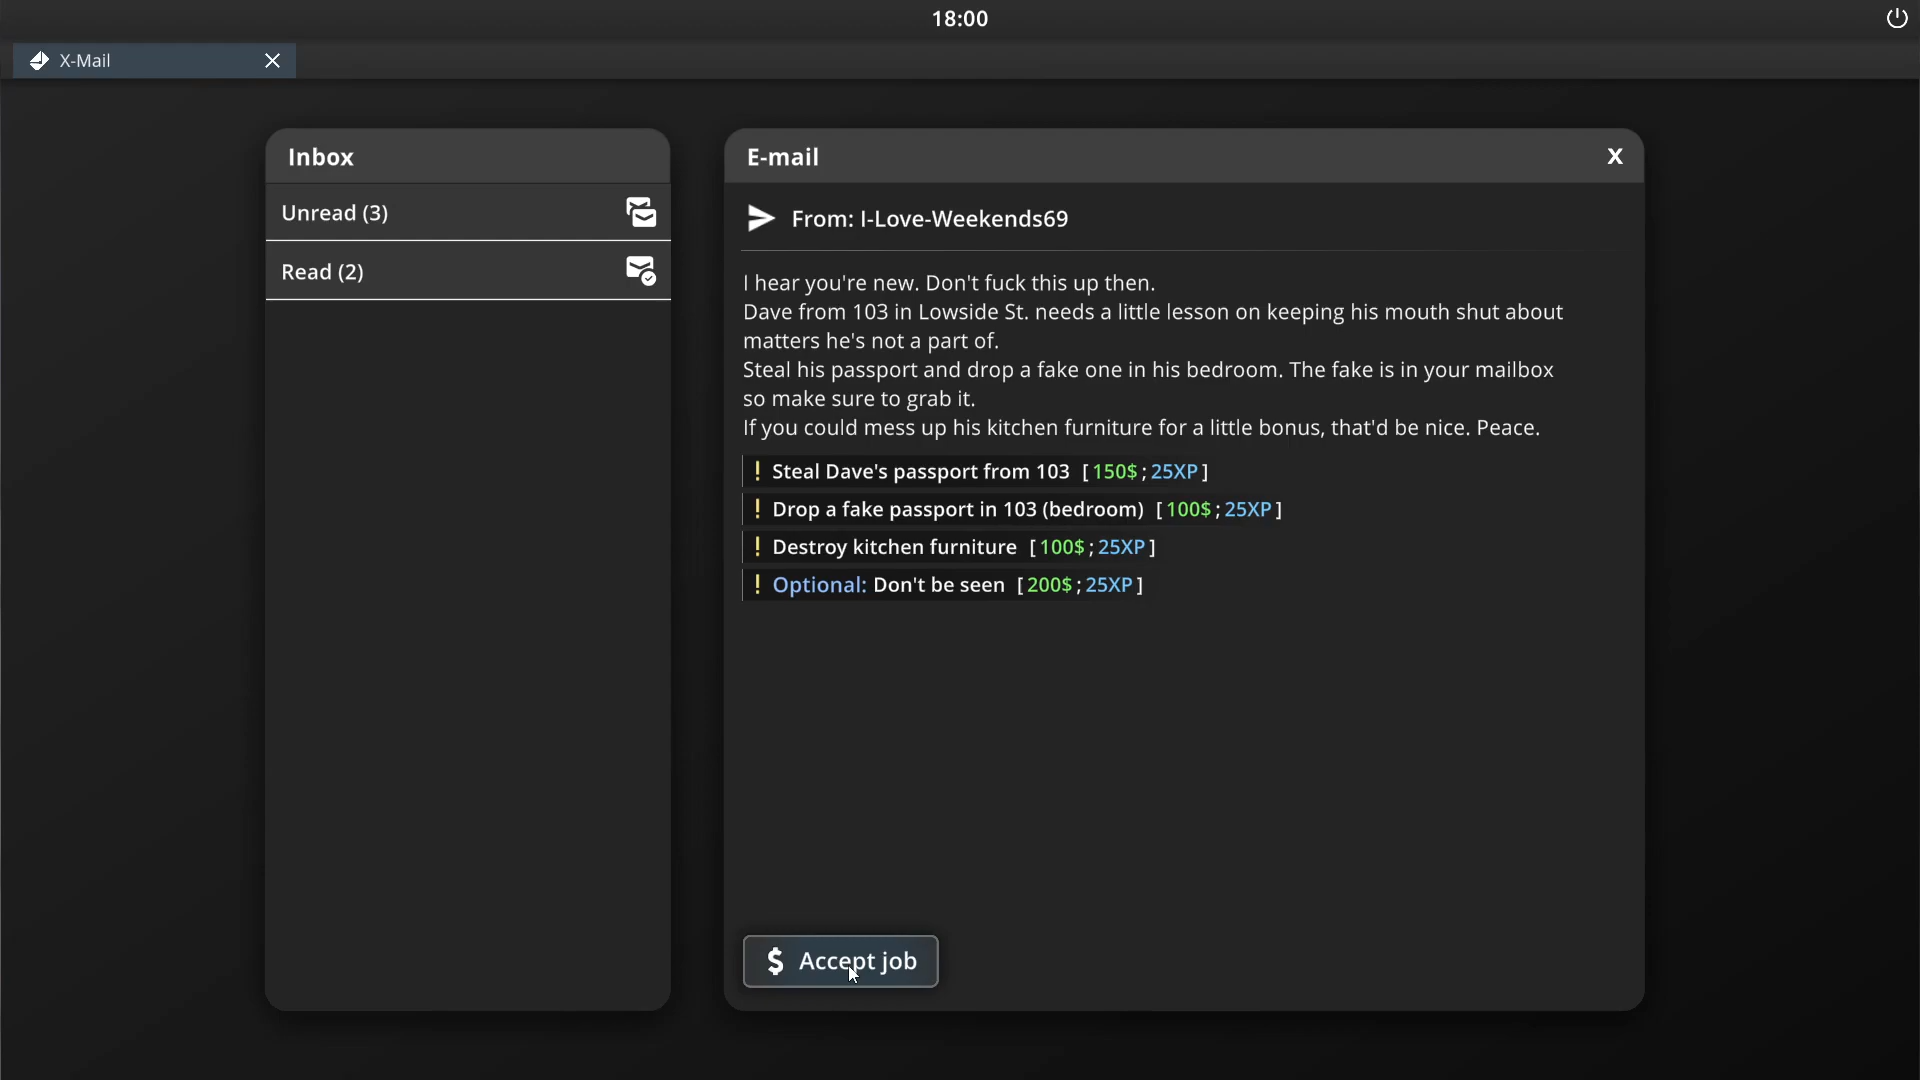 18:00
X-Mail
Inbox
Unread (3)
Read (2)
E-mail
X
From: I-Love-Weekends69
I hear you're new. Don't fuck this up then.
Dave from 103 in Lowside St. needs a little lesson on keeping his mouth shut about
matters he's not a part of.
Steal his passport and drop a fake one in his bedroom. The fake is in your mailbox
so make sure to grab it.
If you could mess up his kitchen furniture for a little bonus, that'd be nice. Peace.
! Steal Dave's passport from 103 [150$;25XP]
! Drop a fake passport in 103 (bedroom) [100$;25XP]
! Destroy kitchen furniture [100$;25XP]
! Optional: Don't be seen [200$;25XP]
$ Accept job